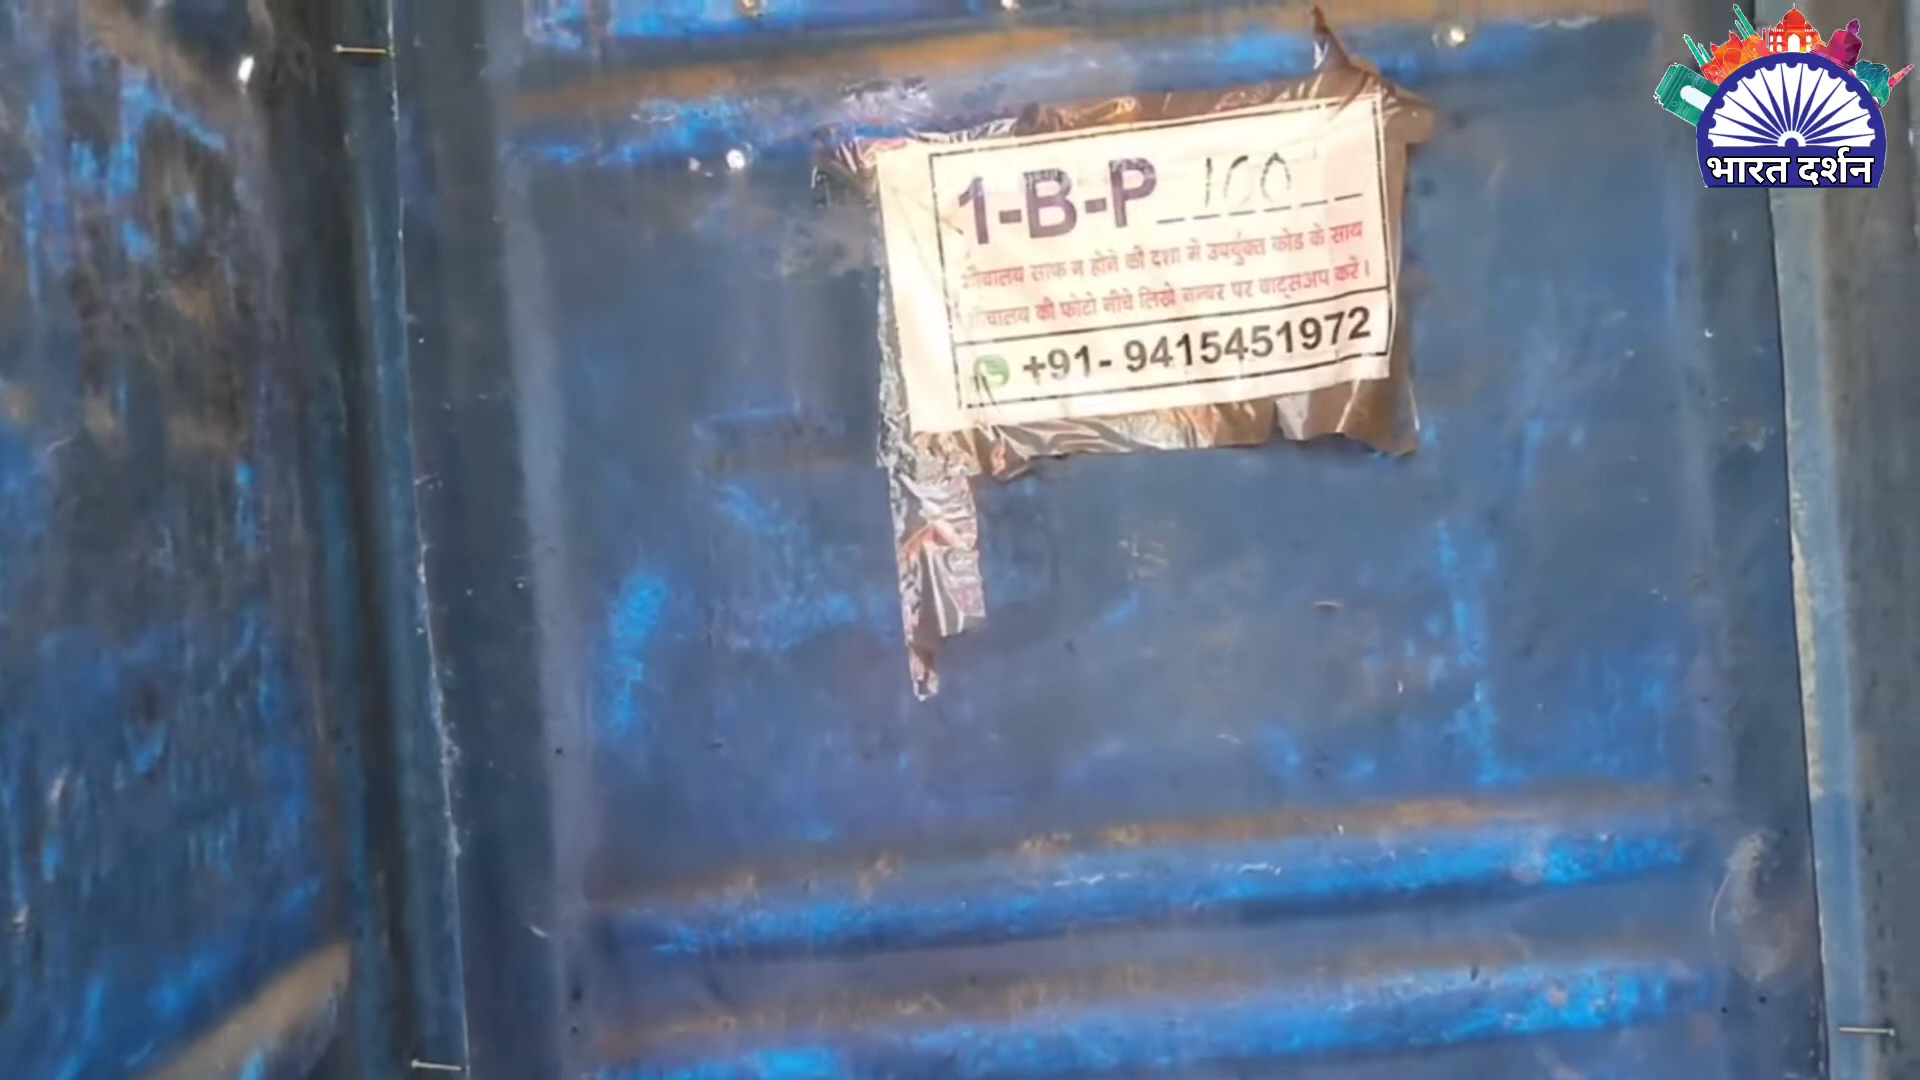 1-B-P 100
शौचालय साफ न होने की दशा में उपर्युक्त कोड के साथ
शौचालय की फोटो नीचे लिखे नम्बर पर वाट्सअप करें।
+91- 9415451972
भारत दर्शन